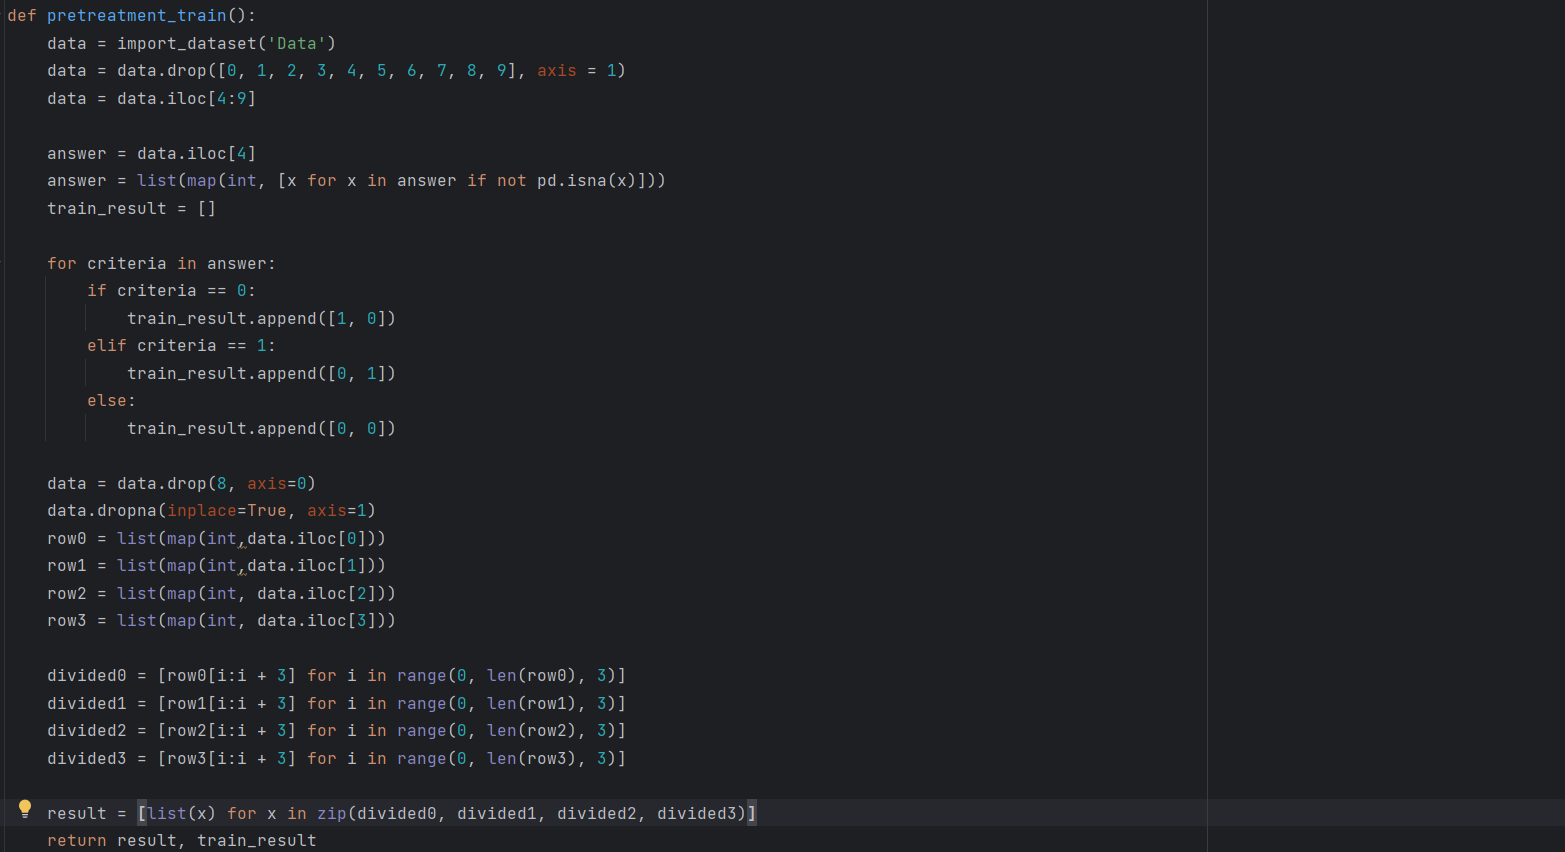 def pretreatment_train():
    data = import_dataset('Data')
    data = data.drop([0, 1, 2, 3, 4, 5, 6, 7, 8, 9], axis = 1)
    data = data.iloc[4:9]

    answer = data.iloc[4]
    answer = list(map(int, [x for x in answer if not pd.isna(x)]))
    train_result = []

    for criteria in answer:
        if criteria == 0:
            train_result.append([1, 0])
        elif criteria == 1:
            train_result.append([0, 1])
        else:
            train_result.append([0, 0])

    data = data.drop(8, axis=0)
    data.dropna(inplace=True, axis=1)
    row0 = list(map(int,data.iloc[0]))
    row1 = list(map(int,data.iloc[1]))
    row2 = list(map(int, data.iloc[2]))
    row3 = list(map(int, data.iloc[3]))

    divided0 = [row0[i:i + 3] for i in range(0, len(row0), 3)]
    divided1 = [row1[i:i + 3] for i in range(0, len(row1), 3)]
    divided2 = [row2[i:i + 3] for i in range(0, len(row2), 3)]
    divided3 = [row3[i:i + 3] for i in range(0, len(row3), 3)]

    result = [list(x) for x in zip(divided0, divided1, divided2, divided3)]
    return result, train_result